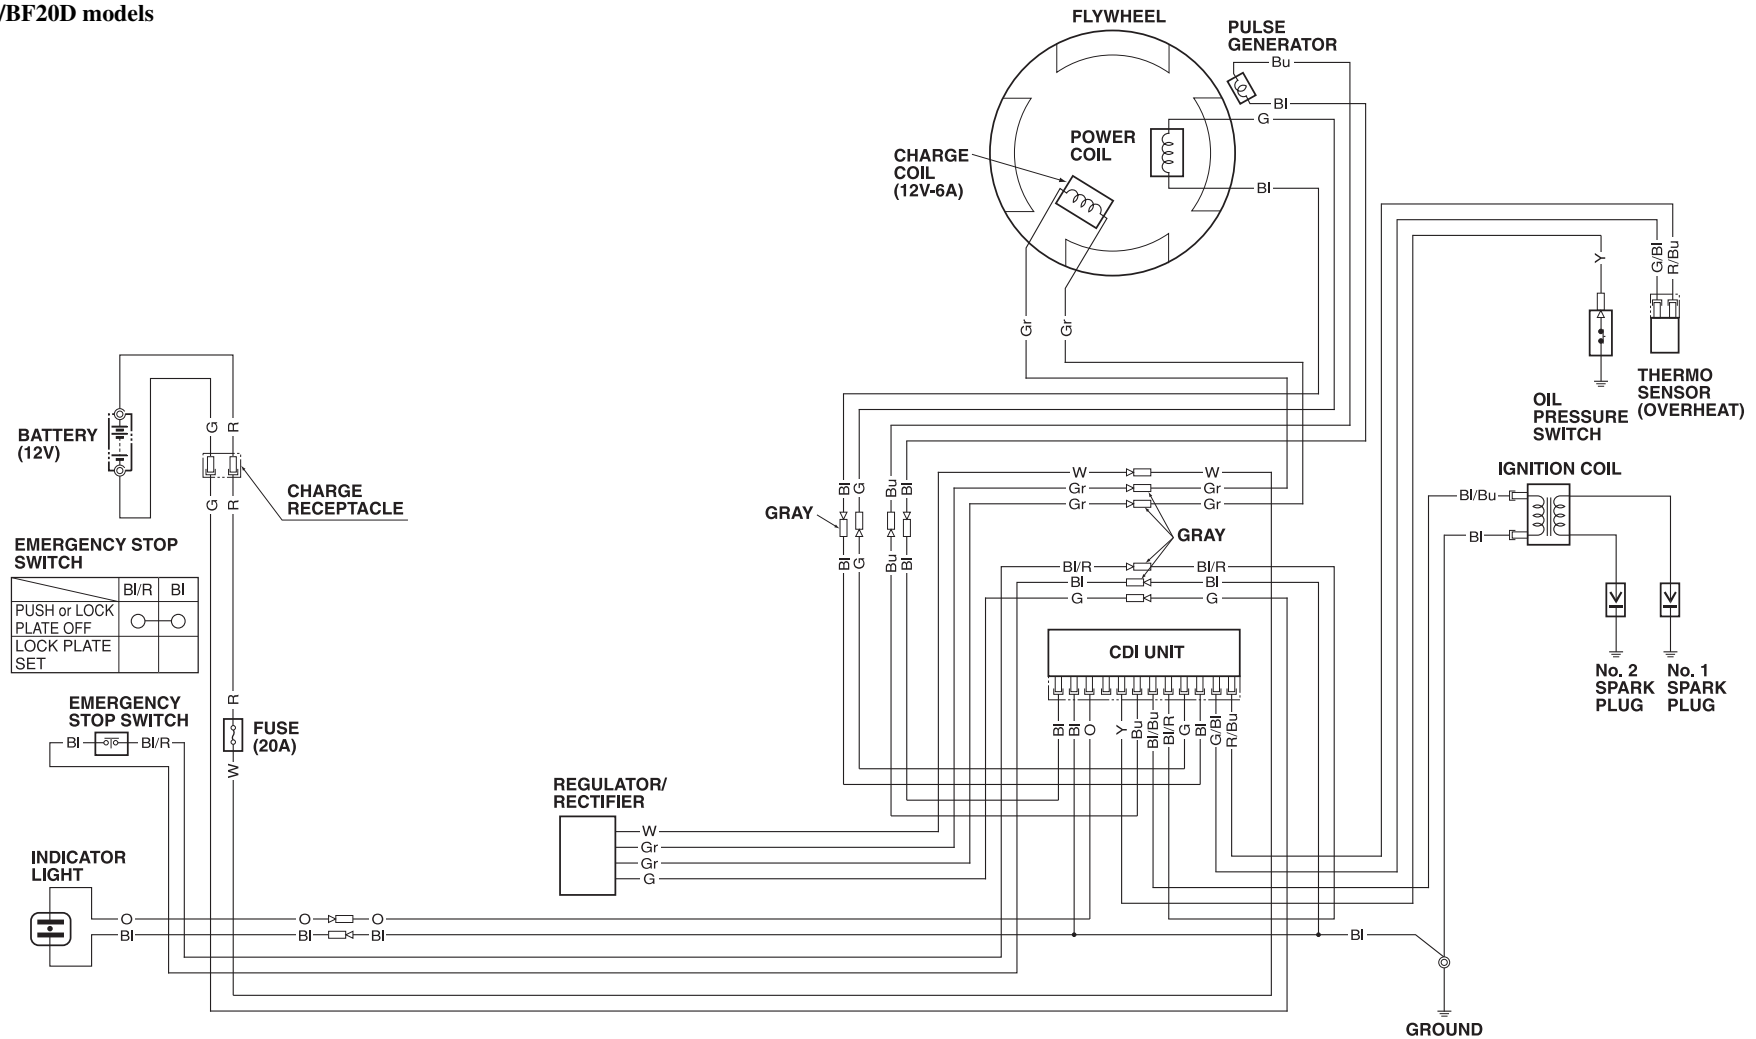 /BF20D models
FLYWHEEL
PULSE
GENERATOR
Bu
Bl
G
POWER
COIL
CHARGE
COIL
(12V-6A)
Bl
Gr Gr
Y G/Bl R/Bu
OIL
PRESSURE
SWITCH
THERMO
SENSOR
(OVERHEAT)
BATTERY
(12V)
G R
G R
CHARGE
RECEPTACLE
GRAY
Bl G Bu Bl
Bl G Bu Bl
W W
Gr Gr
Gr Gr
GRAY
Bl/R Bl/R
Bl Bl
G G
IGNITION COIL
Bl/Bu
Bl
No. 2
SPARK
PLUG
No. 1
SPARK
PLUG
EMERGENCY STOP
SWITCH
Bl/R Bl
PUSH or LOCK
PLATE OFF
LOCK PLATE
SET
EMERGENCY
STOP SWITCH
Bl Bl/R
R
FUSE
(20A)
W
CDI UNIT
Bl Bl O Y Bu Bl/Bu Bl/R G Bl G/Bl R/Bu
REGULATOR/
RECTIFIER
W
Gr
Gr
G
INDICATOR
LIGHT
O O O
Bl Bl Bl Bl
GROUND